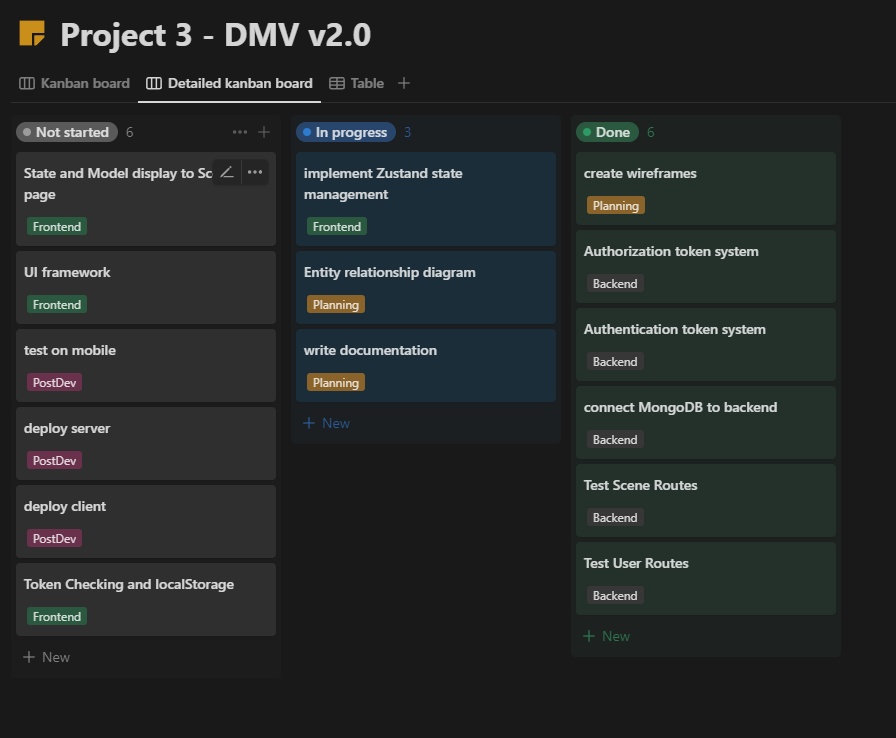 Project 3 - DMV v2.0
Kanban board
Detailed kanban board
Table
Not started 6
State and Model display to Sc
page
Frontend
UI framework
Frontend
test on mobile
PostDev
deploy server
PostDev
deploy client
PostDev
Token Checking and localStorage
Frontend
+ New
In progress 3
implement Zustand state
management
Frontend
Entity relationship diagram
Planning
write documentation
Planning
+ New
Done 6
create wireframes
Planning
Authorization token system
Backend
Authentication token system
Backend
connect MongoDB to backend
Backend
Test Scene Routes
Backend
Test User Routes
Backend
+ New